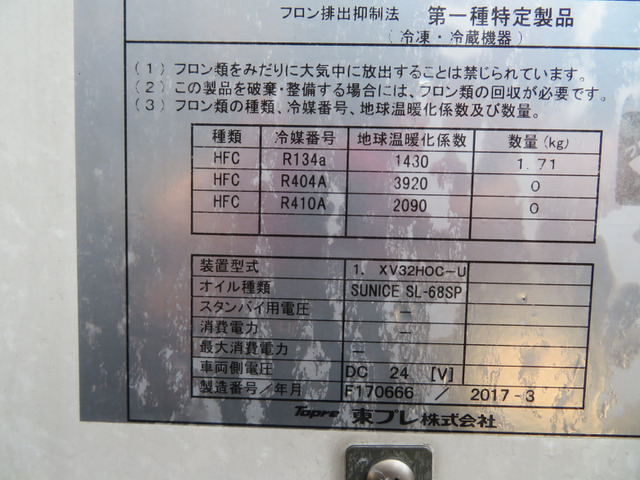 フロン排出抑制法 第一種特定製品
(冷凍・冷蔵機器)
(1) フロン類をみだりに大気中に放出することは禁じられています。
(2) この製品を破棄・整備する場合には、フロン類の回収が必要です。
(3) フロン類の種類、冷媒番号、地球温暖化係数及び数量。
種類 冷媒番号 地球温暖化係数 数量(kg)
HFC R134a 1430 1.71
HFC R404A 3920 0
HFC R410A 2090 0
装置型式 1. XV32HOC-U
オイル種類 SUNICE SL-68SP
スタンバイ用電圧 —
消費電力 —
最大消費電力 —
車両側電圧 DC 24 [V]
製造番号/年月 F170666 / 2017-3
Topre 東プレ株式会社